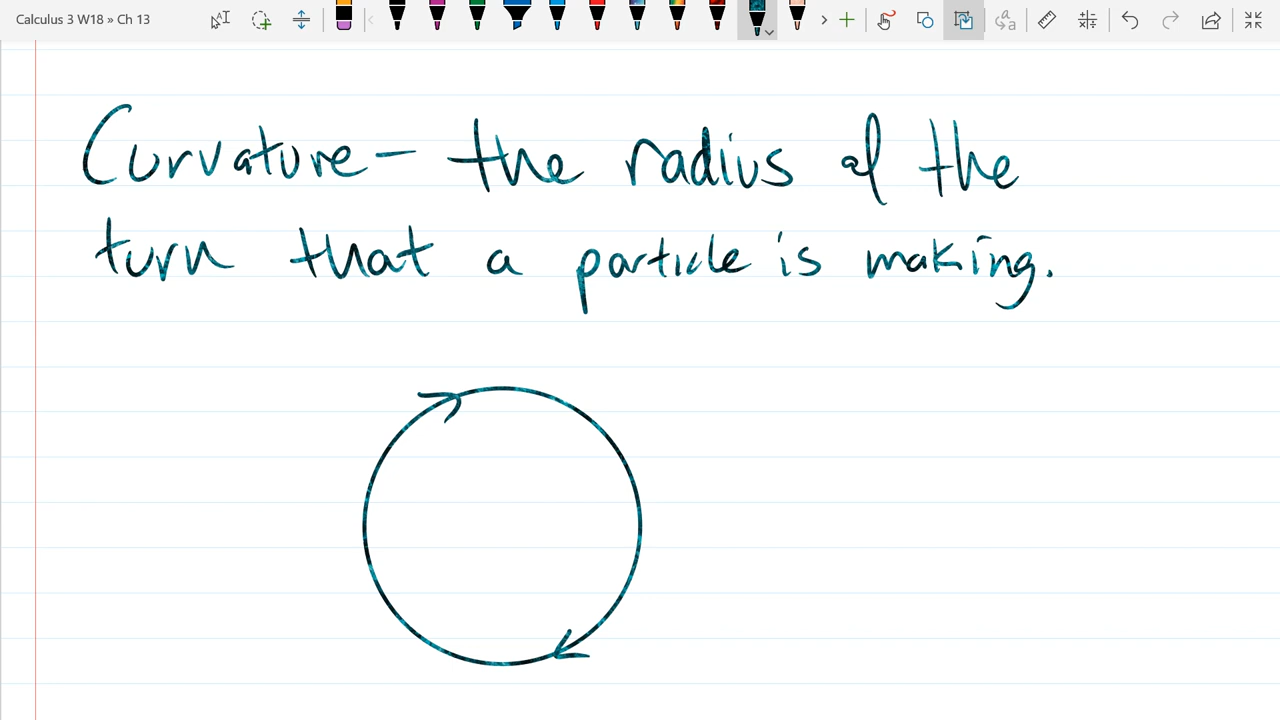 Calculus 3 W18 » Ch 13
Curvature – the radius of the
turn that a particle is making.